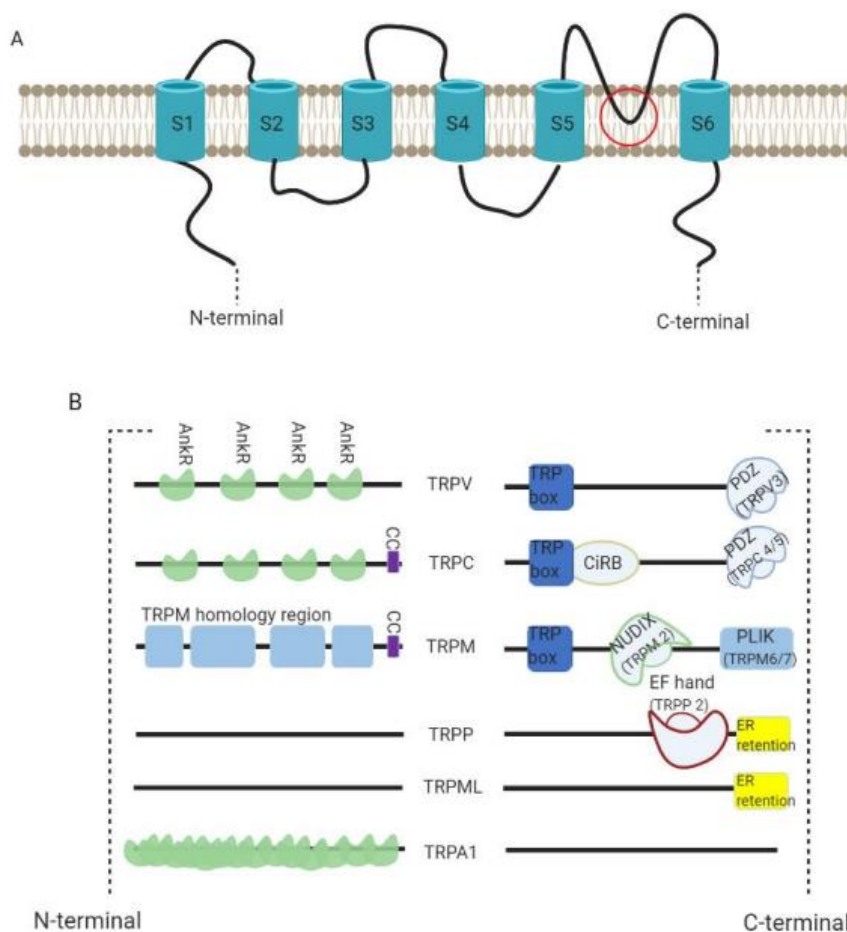 A
S1
S2
S3
S4
S5
S6
N-terminal
C-terminal
B
AnkR
AnkR
AnkR
AnkR
TRPV
TRP
box
PDZ
(TRPV3)
CC
TRPC
TRP
box
CiRB
PDZ
(TRPC 4/5)
TRPM homology region
CC
TRPM
TRP
box
NUDIX
(TRPM 2)
PLIK
(TRPM6/7)
EF hand
(TRPP 2)
TRPP
ER
retention
TRPML
ER
retention
TRPA1
N-terminal
C-terminal